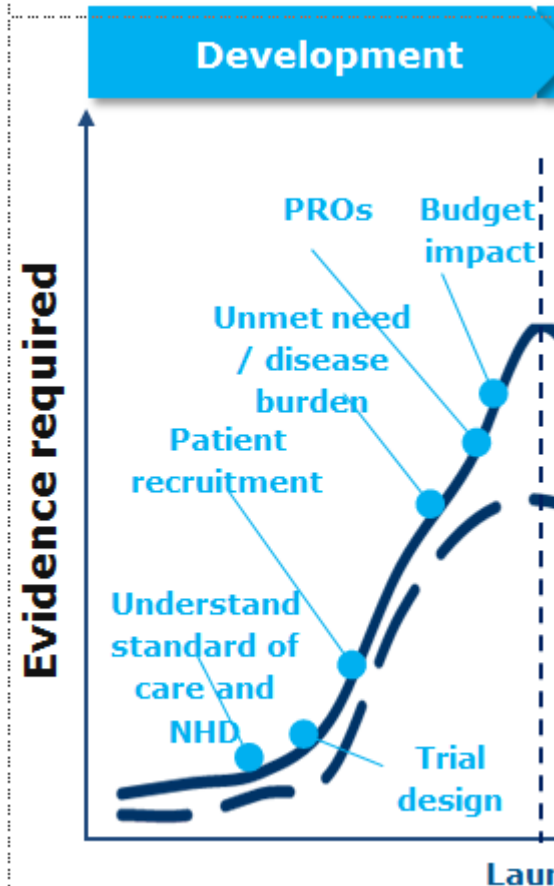 Development
PROs
Budget
impact
Unmet need
/ disease
burden
Patient
recruitment
Understand
standard of
care and
NHD
Trial
design
Evidence required